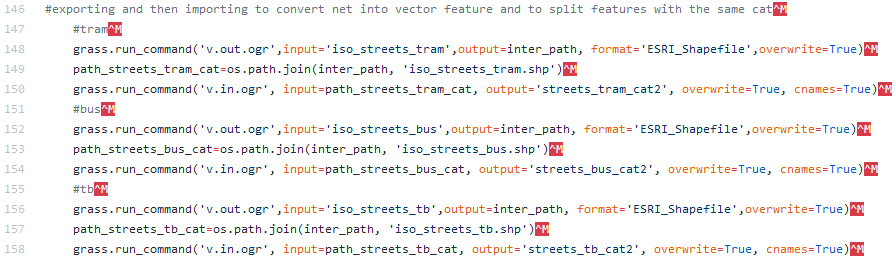 146 #exporting and then importing to convert net into vector feature and to split features with the same cat^M
147 #tram^M
148 grass.run_command('v.out.ogr',input='iso_streets_tram',output=inter_path, format='ESRI_Shapefile',overwrite=True)^M
149 path_streets_tram_cat=os.path.join(inter_path, 'iso_streets_tram.shp')^M
150 grass.run_command('v.in.ogr', input=path_streets_tram_cat, output='streets_tram_cat2', overwrite=True, cnames=True)^M
151 #bus^M
152 grass.run_command('v.out.ogr',input='iso_streets_bus',output=inter_path, format='ESRI_Shapefile',overwrite=True)^M
153 path_streets_bus_cat=os.path.join(inter_path, 'iso_streets_bus.shp')^M
154 grass.run_command('v.in.ogr', input=path_streets_bus_cat, output='streets_bus_cat2', overwrite=True, cnames=True)^M
155 #tb^M
156 grass.run_command('v.out.ogr',input='iso_streets_tb',output=inter_path, format='ESRI_Shapefile',overwrite=True)^M
157 path_streets_tb_cat=os.path.join(inter_path, 'iso_streets_tb.shp')^M
158 grass.run_command('v.in.ogr', input=path_streets_tb_cat, output='streets_tb_cat2', overwrite=True, cnames=True)^M